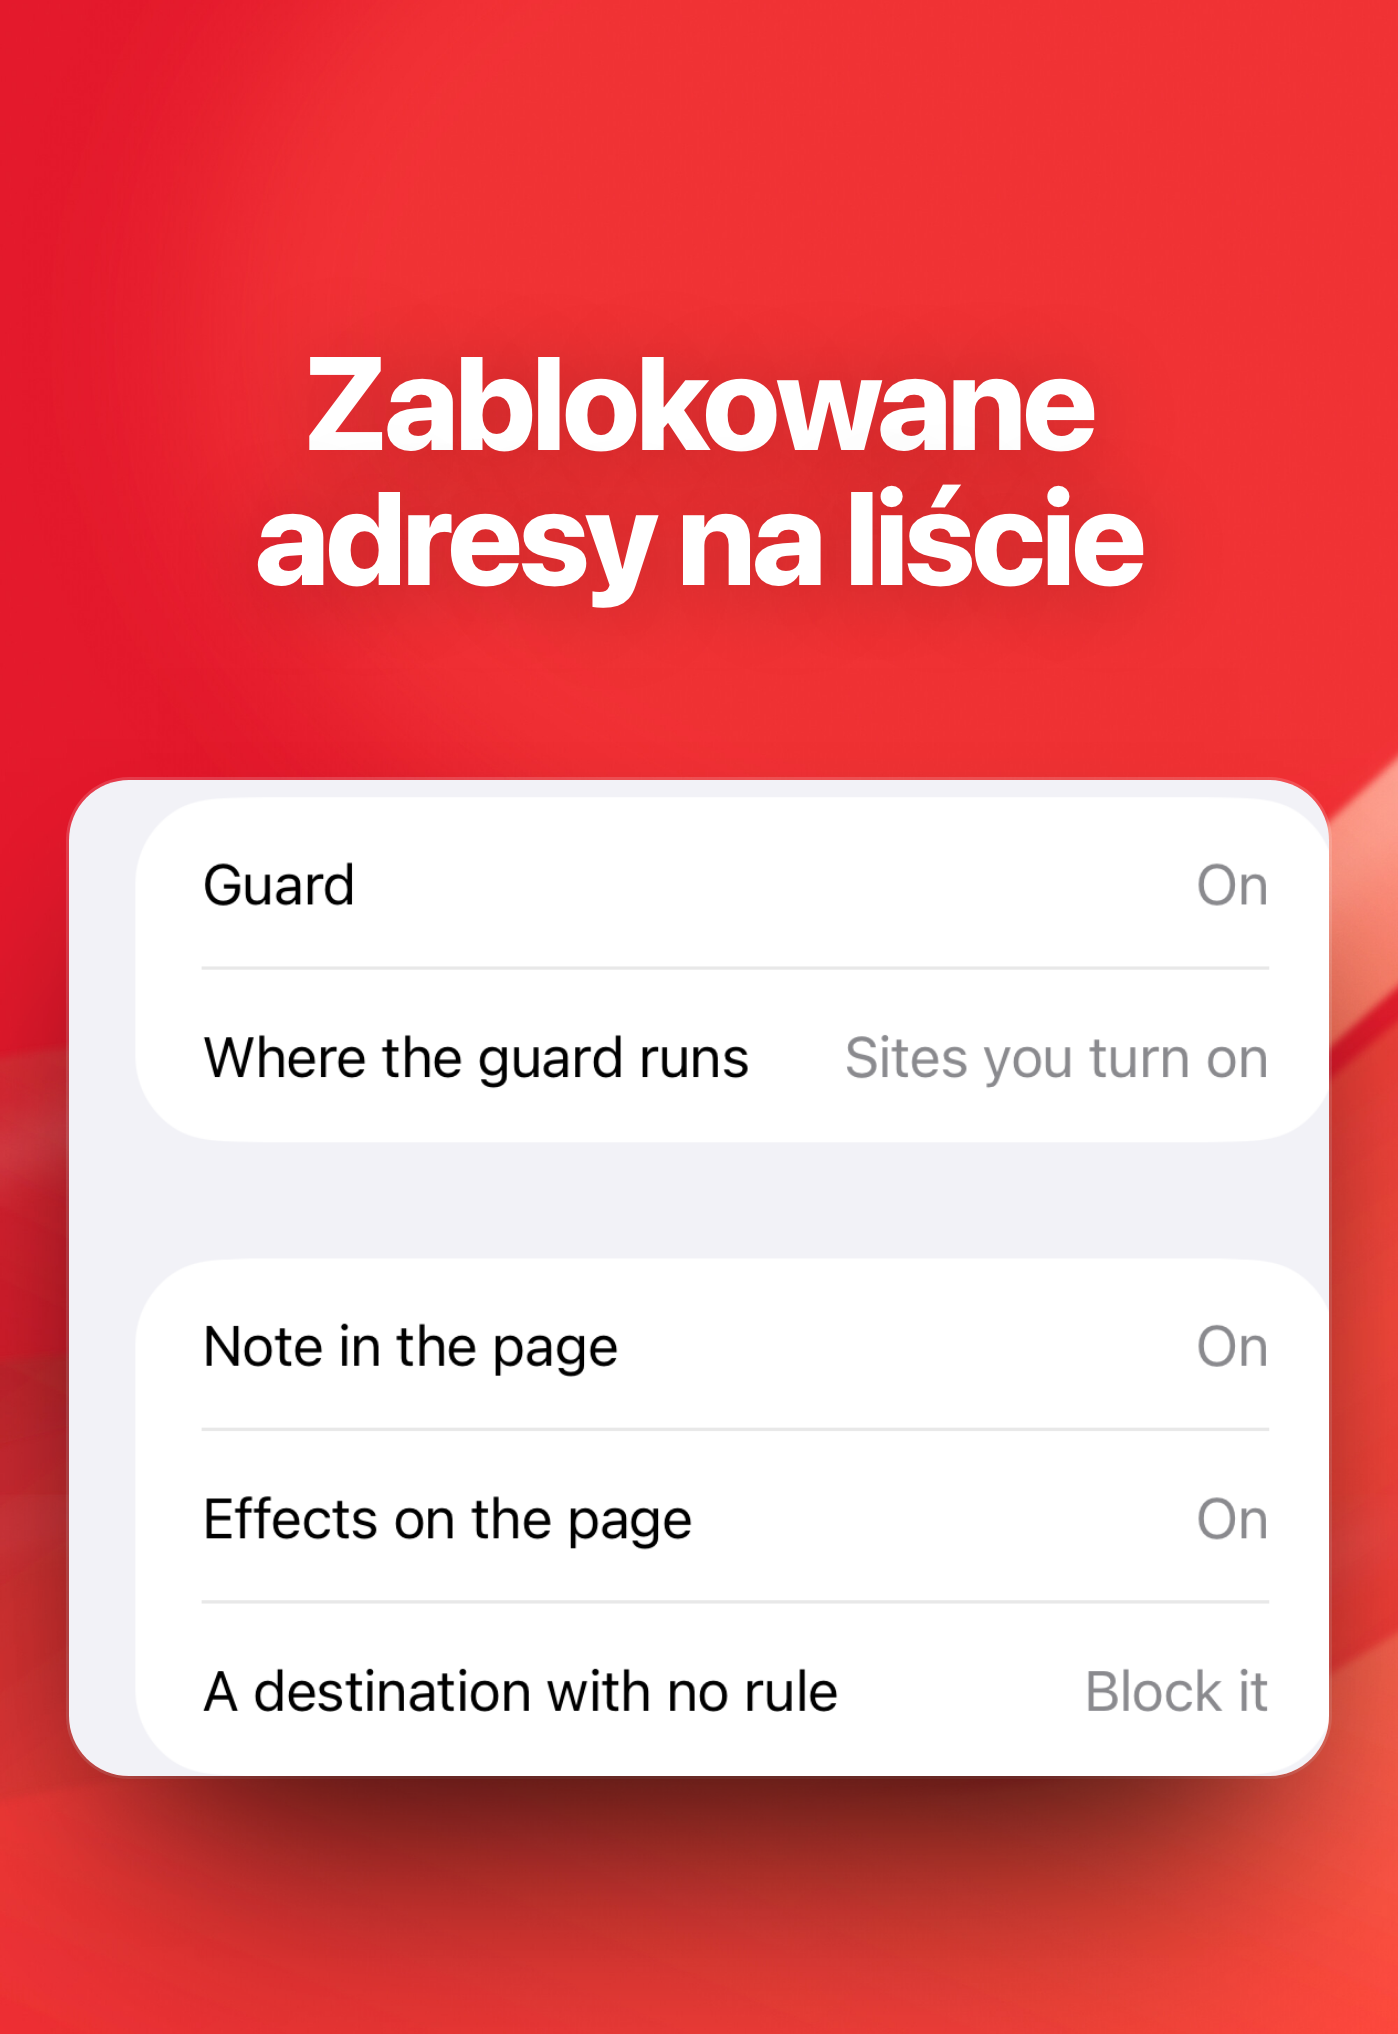 Zablokowane
adresy na liście
Guard On
Where the guard runs Sites you turn on
Note in the page On
Effects on the page On
A destination with no rule Block it